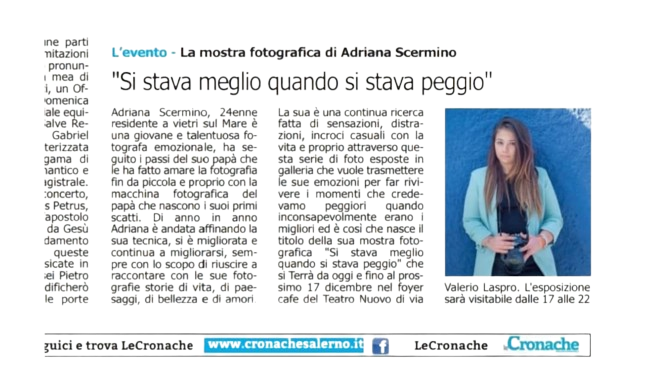 une parti
mitazioni
pronun-
a mea di
i, un Of-
Domenica
ale equi-
Salve Re-
Gabriel
terizzata
gama di
mantico e
agistrale.
concerto,
s Petrus,
apostolo
da Gesù
damento
queste
sicate in
sei Pietro
dificherò
le porte
L'evento - La mostra fotografica di Adriana Scermino
"Si stava meglio quando si stava peggio"
Adriana Scermino, 24enne
residente a vietri sul Mare è
una giovane e talentuosa fo-
tografa emozionale, ha se-
guito i passi del suo papà che
le ha fatto amare la fotografia
fin da piccola e proprio con la
macchina fotografica del
papà che nascono i suoi primi
scatti. Di anno in anno
Adriana è andata affinando la
sua tecnica, si è migliorata e
continua a migliorarsi, sem-
pre con lo scopo di riuscire a
raccontare con le sue foto-
grafie storie di vita, di pae-
saggi, di bellezza e di amori
La sua è una continua ricerca
fatta di sensazioni, distra-
zioni, incroci casuali con la
vita e proprio attraverso que-
sta serie di foto esposte in
galleria che vuole trasmettere
le sue emozioni per far rivi-
vere i momenti che crede-
vamo peggiori quando
inconsapevolmente erano i
migliori ed è così che nasce il
titolo della sua mostra foto-
grafica "Si stava meglio
quando si stava peggio" che
si Terrà da oggi e fino al pros-
simo 17 dicembre nel foyer
cafe del Teatro Nuovo di via
Valerio Laspro. L'esposizione
sarà visitabile dalle 17 alle 22
guici e trova LeCronache
www.cronachesalerno.it
f
LeCronache
leCronache